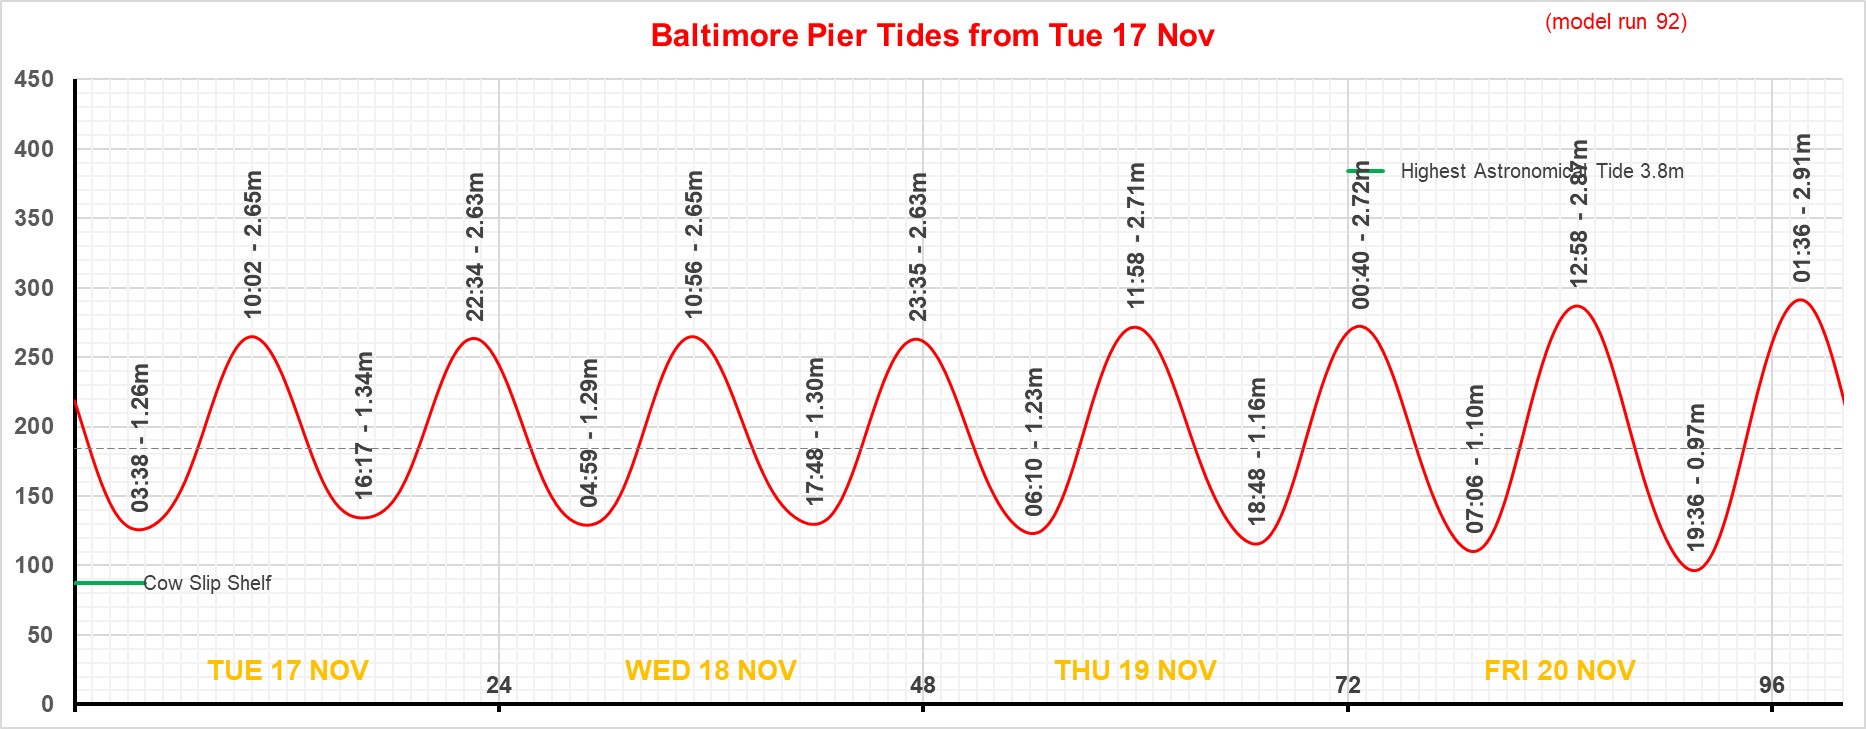 Baltimore Pier Tides from Tue 17 Nov
(model run 92)
450
400
350
300
250
200
150
100
50
0
03:38 - 1.26m
10:02 - 2.65m
16:17 - 1.34m
22:34 - 2.63m
04:59 - 1.29m
10:56 - 2.65m
17:48 - 1.30m
23:35 - 2.63m
06:10 - 1.23m
11:58 - 2.71m
18:48 - 1.16m
00:40 - 2.72m
07:06 - 1.10m
12:58 - 2.87m
19:36 - 0.97m
01:36 - 2.91m
Highest Astronomical Tide 3.8m
Cow Slip Shelf
TUE 17 NOV
WED 18 NOV
THU 19 NOV
FRI 20 NOV
24
48
72
96